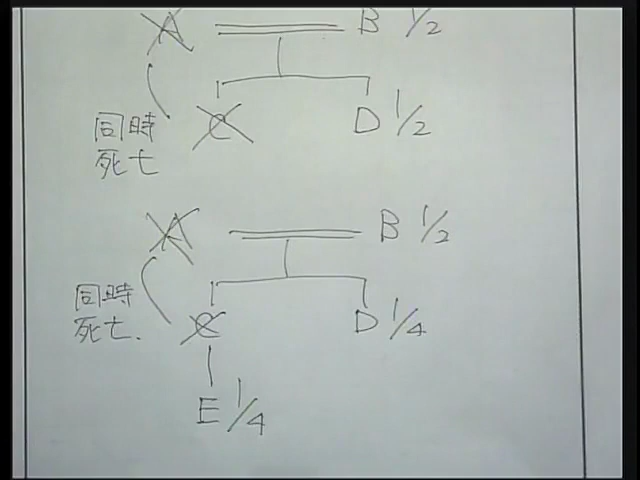 A B 1/2
同時
死亡
C D 1/2
A B 1/2
同時
死亡.
C D 1/4
E 1/4